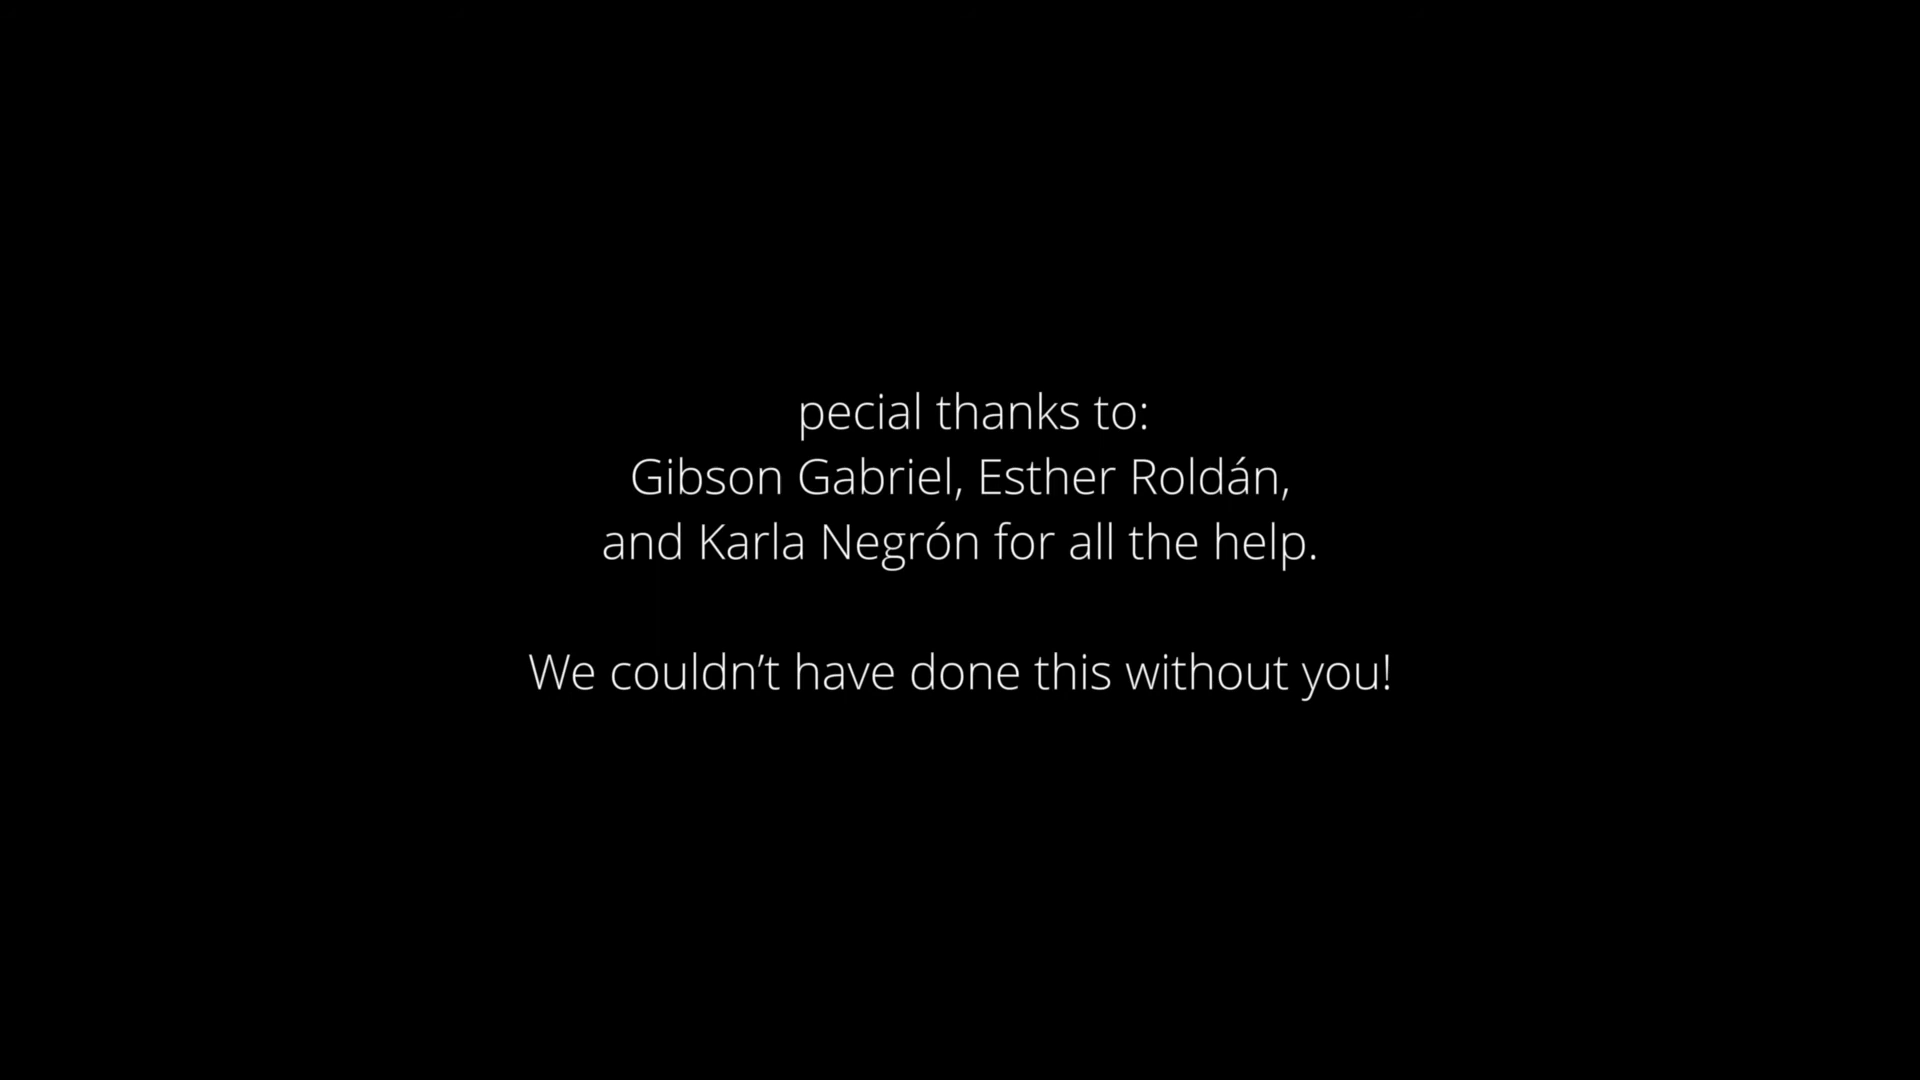 pecial thanks to:
Gibson Gabriel, Esther Roldán,
and Karla Negrón for all the help.
We couldn’t have done this without you!